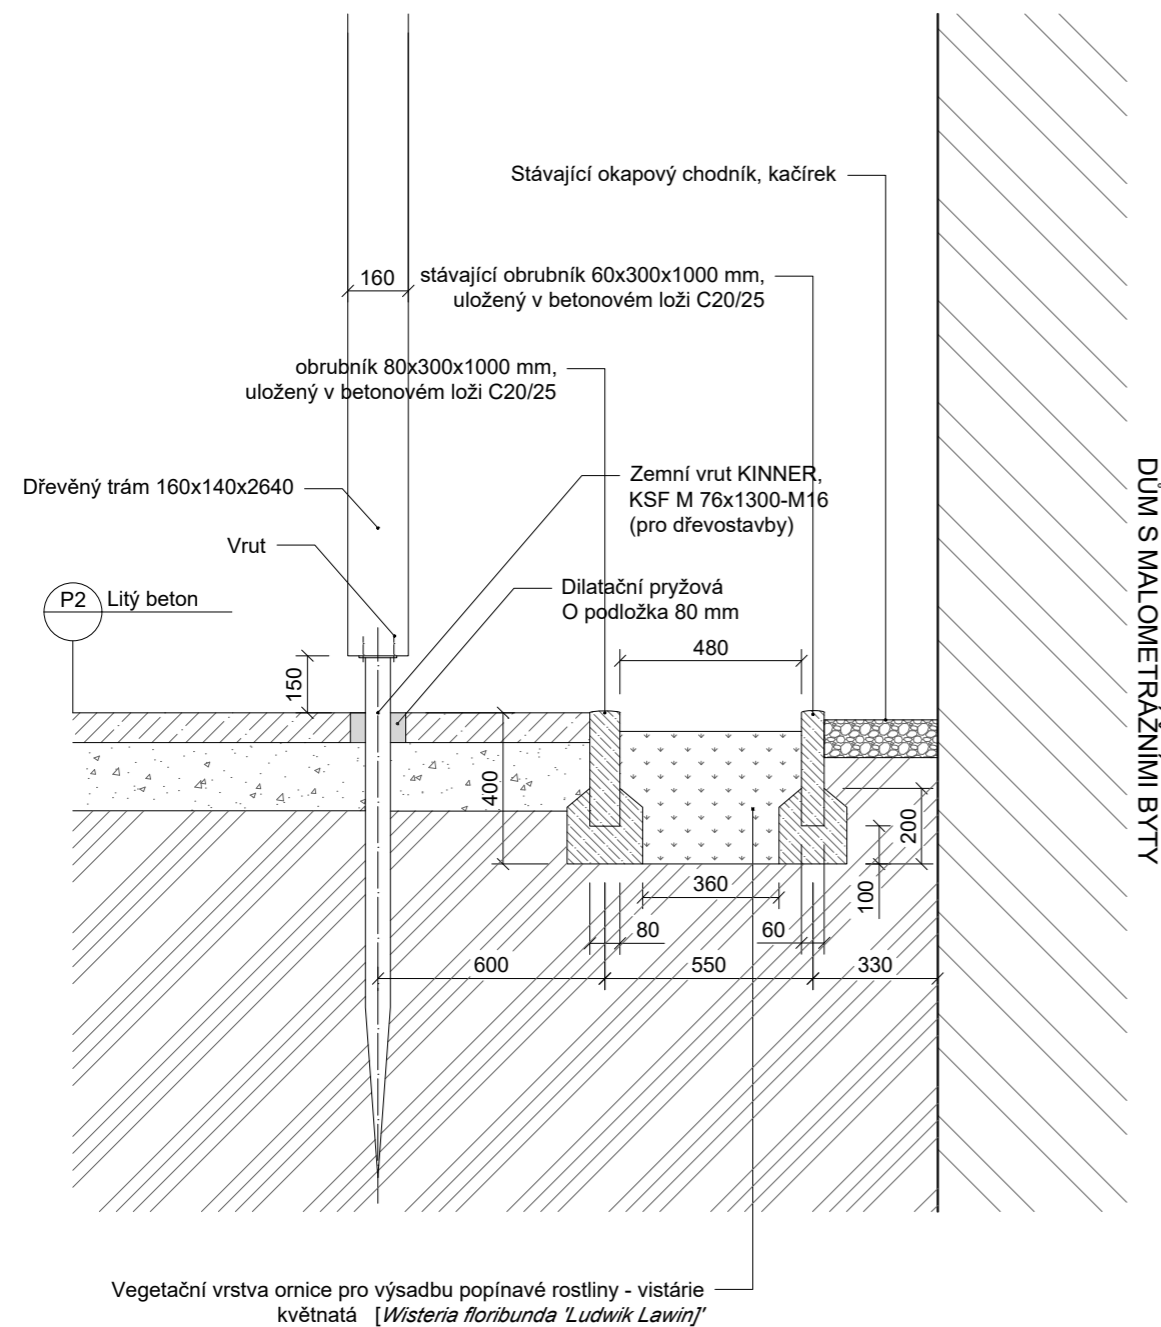 Stávající okapový chodník, kačírek
160
stávající obrubník 60x300x1000 mm,
uložený v betonovém loži C20/25
obrubník 80x300x1000 mm,
uložený v betonovém loži C20/25
Dřevěný trám 160x140x2640
Zemní vrut KINNER,
KSF M 76x1300-M16
(pro dřevostavby)
Vrut
Dilatační pryžová
O podložka 80 mm
P2 Litý beton
480
150
400
200
100
360
80
60
600
550
330
DŮM S MALOMETRÁŽNÍMI BYTY
Vegetační vrstva ornice pro výsadbu popínavé rostliny - vistárie
květnatá [Wisteria floribunda 'Ludwik Lawin]'